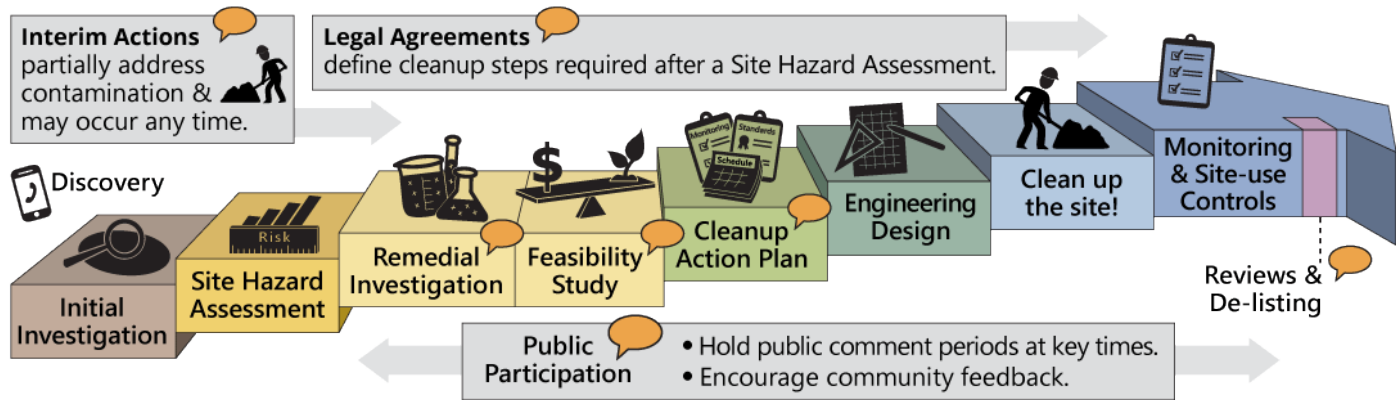 Interim Actions
partially address
contamination &
may occur any time.
Legal Agreements
define cleanup steps required after a Site Hazard Assessment.
Discovery
Initial
Investigation
Risk
Site Hazard
Assessment
Remedial
Investigation
$
Feasibility
Study
Monitoring
Standards
Schedule
Cleanup
Action Plan
Engineering
Design
Clean up
the site!
Monitoring
& Site-use
Controls
Reviews &
De-listing
Public
Participation
• Hold public comment periods at key times.
• Encourage community feedback.